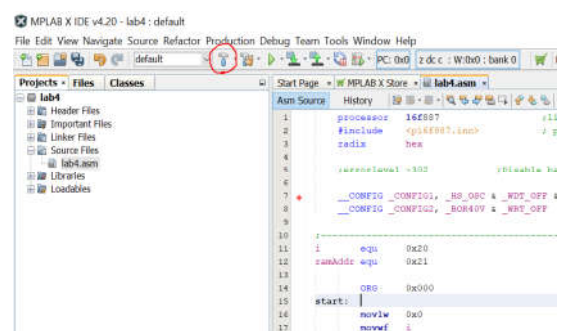 MPLAB X IDE v4.20 - lab4 : default
File Edit View Navigate Source Refactor Production Debug Team Tools Window Help
default
PC: 0x0 z dc c : W:0x0 : bank 0
Projects Files Classes
Start Page MPLAB X Store lab4.asm
lab4
Header Files
Important Files
Linker Files
Source Files
lab4.asm
Libraries
Loadables
Asm Source History
1 processor 16f887
2 #include <p16f887.inc> ; p
3 radix hex
4
5 ;errorlevel -302 ;Disable ba
6
7 __CONFIG _CONFIG1, _HS_OSC & _WDT_OFF &
8 __CONFIG _CONFIG2, _BOR40V & _WRT_OFF
9
10 ;
11 i equ 0x20
12 ramAddr equ 0x21
13
14 ORG 0x000
15 start:
16 movlw 0x0
17 movwf i